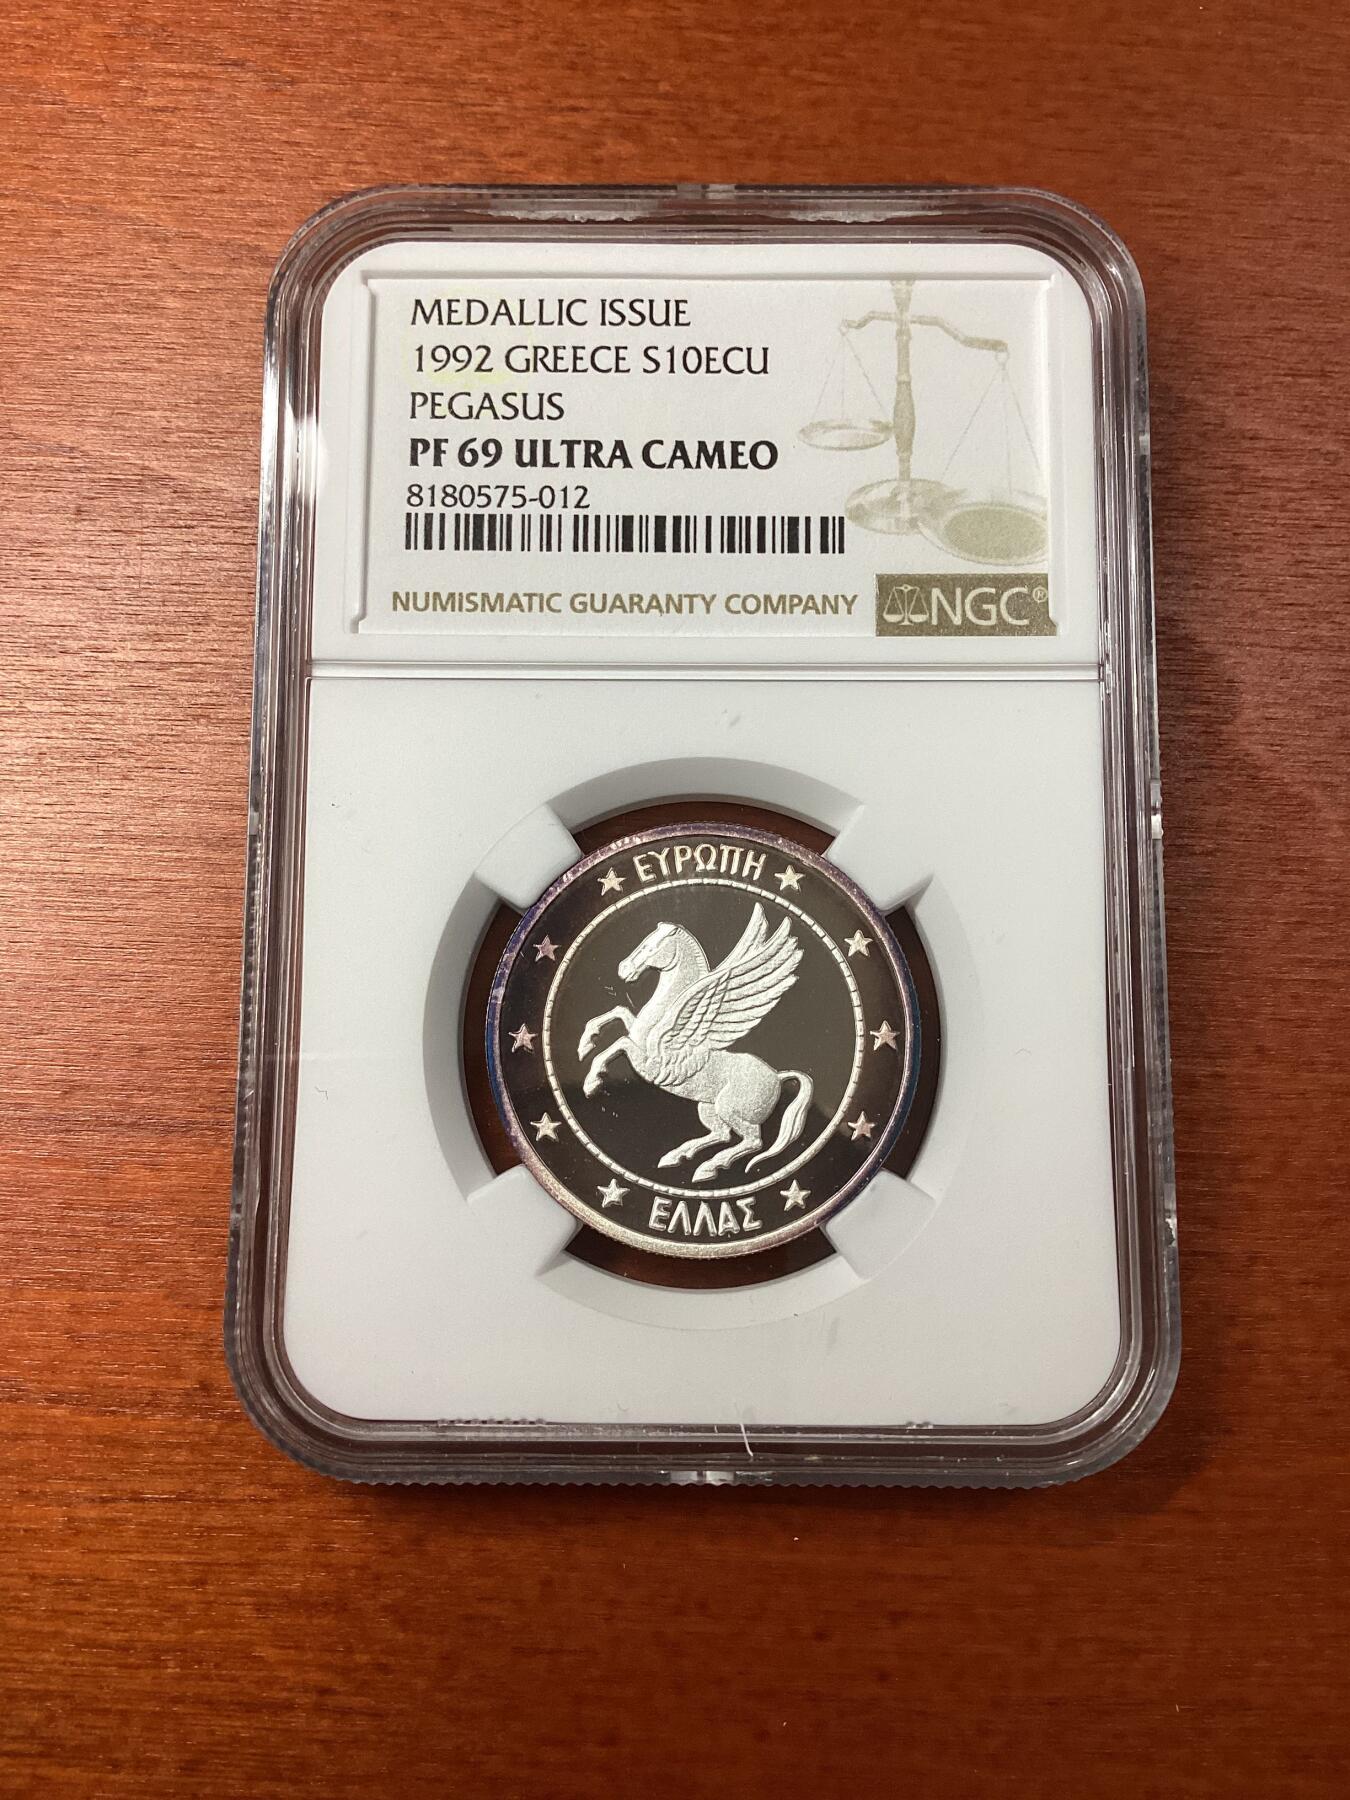 MEDALLIC ISSUE
1992 GREECE S10ECU
PEGASUS
PF 69 ULTRA CAMEO
8180575-012
NUMISMATIC GUARANTY COMPANY
NGC®
ΕΥΡΩΠΗ
ΕΛΛΑΣ